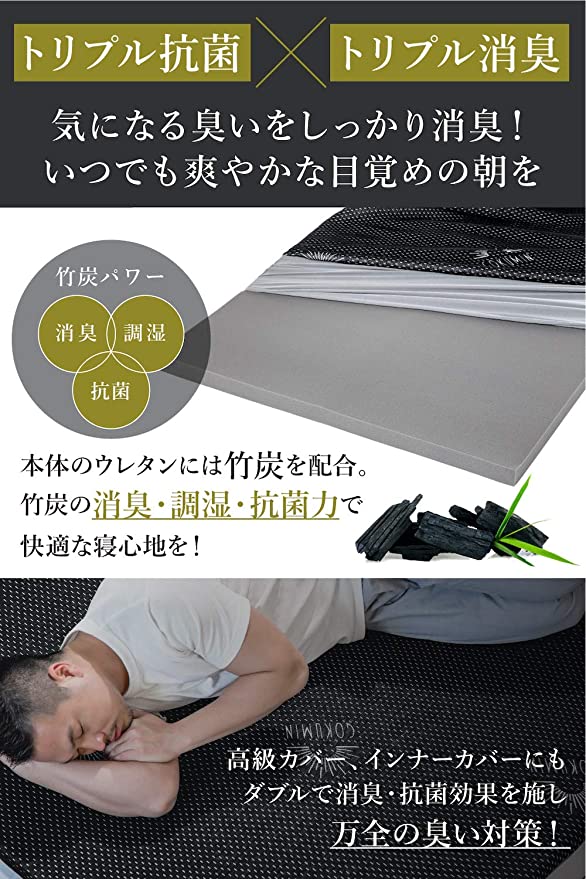 トリプル抗菌 × トリプル消臭
気になる臭いをしっかり消臭！
いつでも爽やかな目覚めの朝を
竹炭パワー
消臭 調湿
抗菌
本体のウレタンには竹炭を配合。
竹炭の消臭・調湿・抗菌力で
快適な寝心地を！
GOKUMIN
高級カバー、インナーカバーにも
ダブルで消臭・抗菌効果を施し
万全の臭い対策！